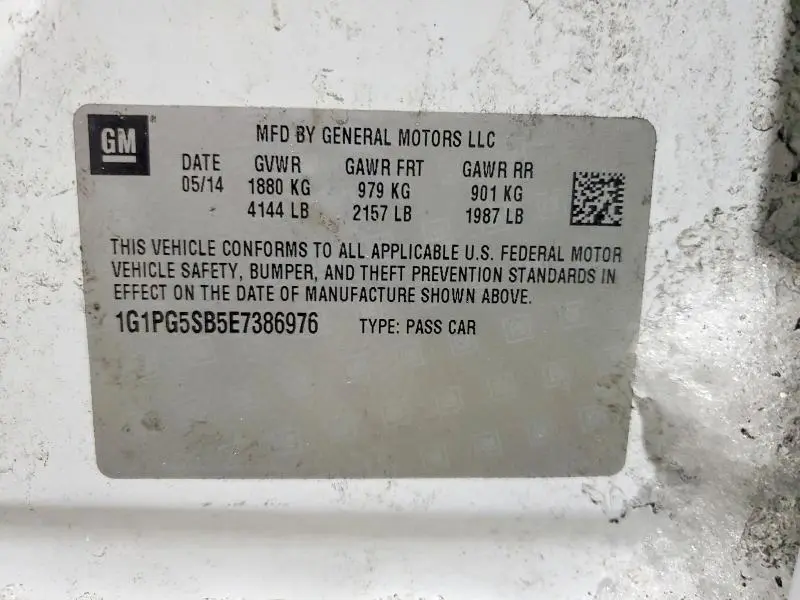 GM ®
MFD BY GENERAL MOTORS LLC
DATE GVWR GAWR FRT GAWR RR
05/14 1880 KG 979 KG 901 KG
4144 LB 2157 LB 1987 LB
THIS VEHICLE CONFORMS TO ALL APPLICABLE U.S. FEDERAL MOTOR
VEHICLE SAFETY, BUMPER, AND THEFT PREVENTION STANDARDS IN
EFFECT ON THE DATE OF MANUFACTURE SHOWN ABOVE.
1G1PG5SB5E7386976 TYPE: PASS CAR